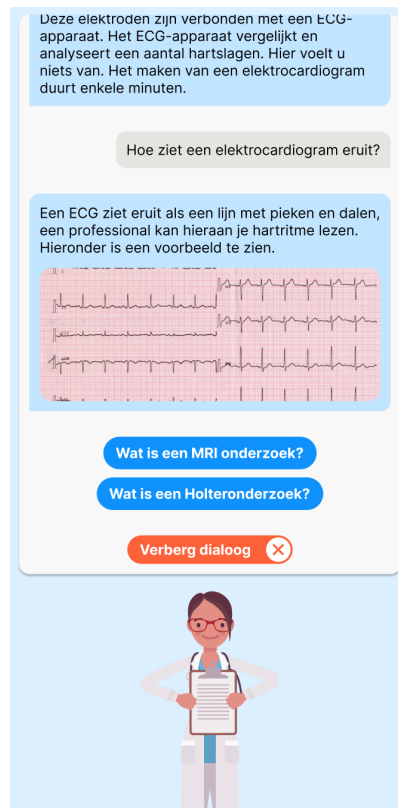 Deze elektroden zijn verbonden met een ECG-
apparaat. Het ECG-apparaat vergelijkt en
analyseert een aantal hartslagen. Hier voelt u
niets van. Het maken van een elektrocardiogram
duurt enkele minuten.
Hoe ziet een elektrocardiogram eruit?
Een ECG ziet eruit als een lijn met pieken en dalen,
een professional kan hieraan je hartritme lezen.
Hieronder is een voorbeeld te zien.
Wat is een MRI onderzoek?
Wat is een Holteronderzoek?
Verberg dialoog